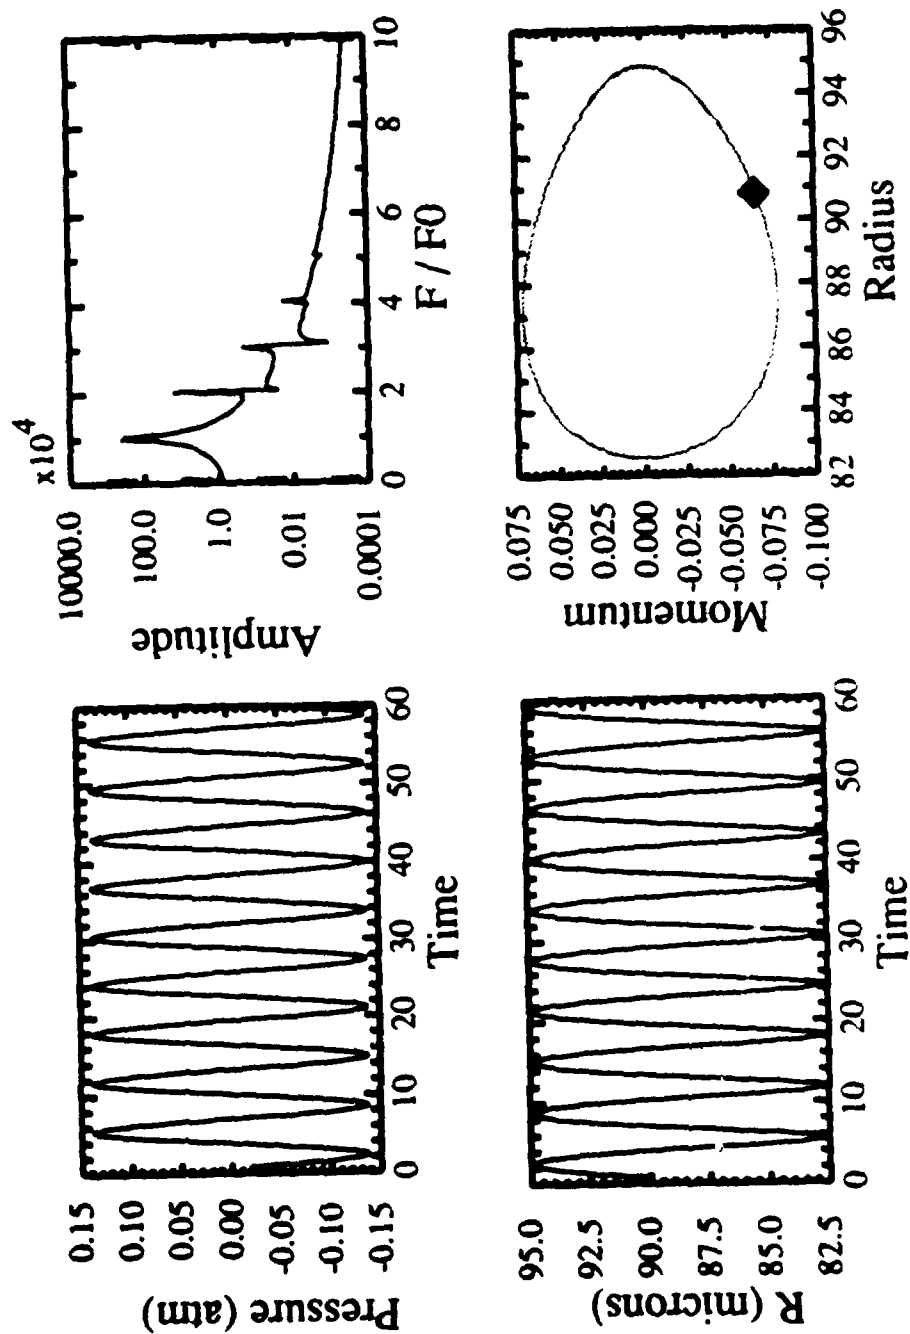 Pressure (atm)
0.15
0.10
0.05
0.00
-0.05
-0.10
-0.15
0 10 20 30 40 50 60
Time
Amplitude
x10⁴
10000.0
100.0
1.0
0.01
0.0001
0 2 4 6 8 10
F / F0
R (microns)
95.0
92.5
90.0
87.5
85.0
82.5
0 10 20 30 40 50 60
Time
Momentum
0.075
0.050
0.025
0.000
-0.025
-0.050
-0.075
-0.100
82 84 86 88 90 92 94 96
Radius